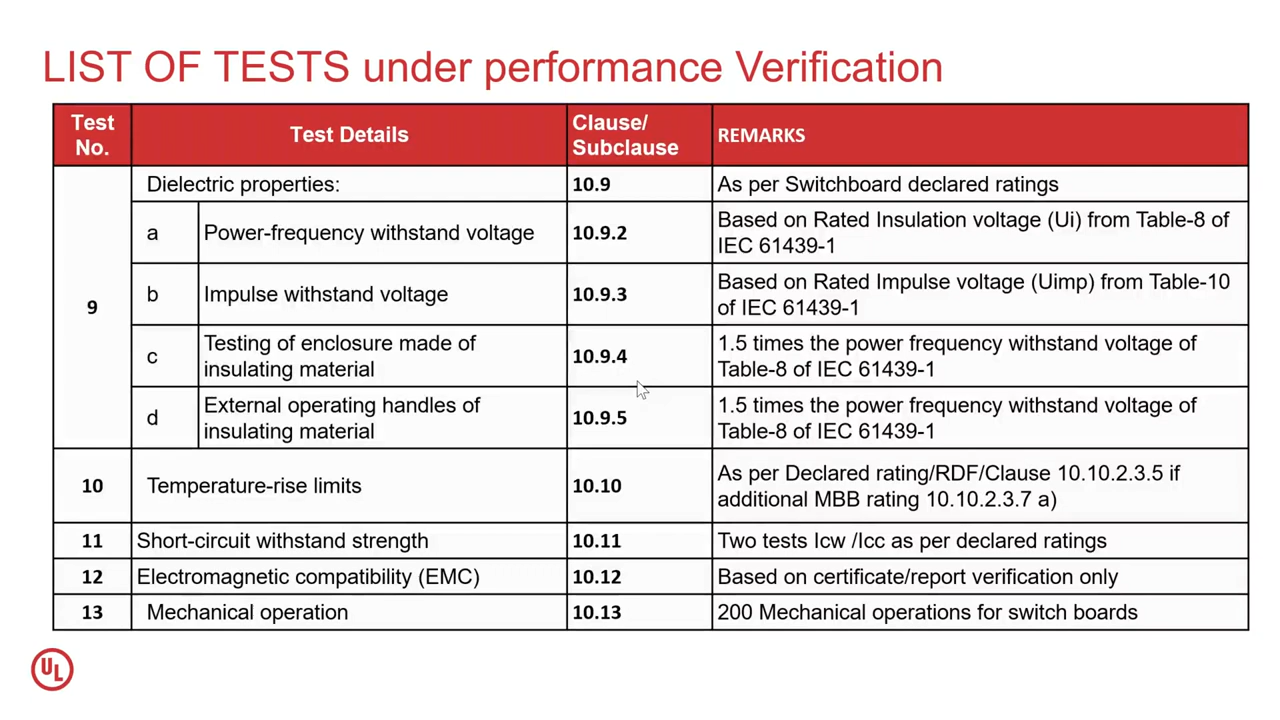 LIST OF TESTS under performance Verification
Test No.
Test Details
Clause/ Subclause
REMARKS
9
Dielectric properties:
10.9
As per Switchboard declared ratings
a
Power-frequency withstand voltage
10.9.2
Based on Rated Insulation voltage (Ui) from Table-8 of
IEC 61439-1
b
Impulse withstand voltage
10.9.3
Based on Rated Impulse voltage (Uimp) from Table-10
of IEC 61439-1
c
Testing of enclosure made of
insulating material
10.9.4
1.5 times the power frequency withstand voltage of
Table-8 of IEC 61439-1
d
External operating handles of
insulating material
10.9.5
1.5 times the power frequency withstand voltage of
Table-8 of IEC 61439-1
10
Temperature-rise limits
10.10
As per Declared rating/RDF/Clause 10.10.2.3.5 if
additional MBB rating 10.10.2.3.7 a)
11
Short-circuit withstand strength
10.11
Two tests Icw /Icc as per declared ratings
12
Electromagnetic compatibility (EMC)
10.12
Based on certificate/report verification only
13
Mechanical operation
10.13
200 Mechanical operations for switch boards
UL